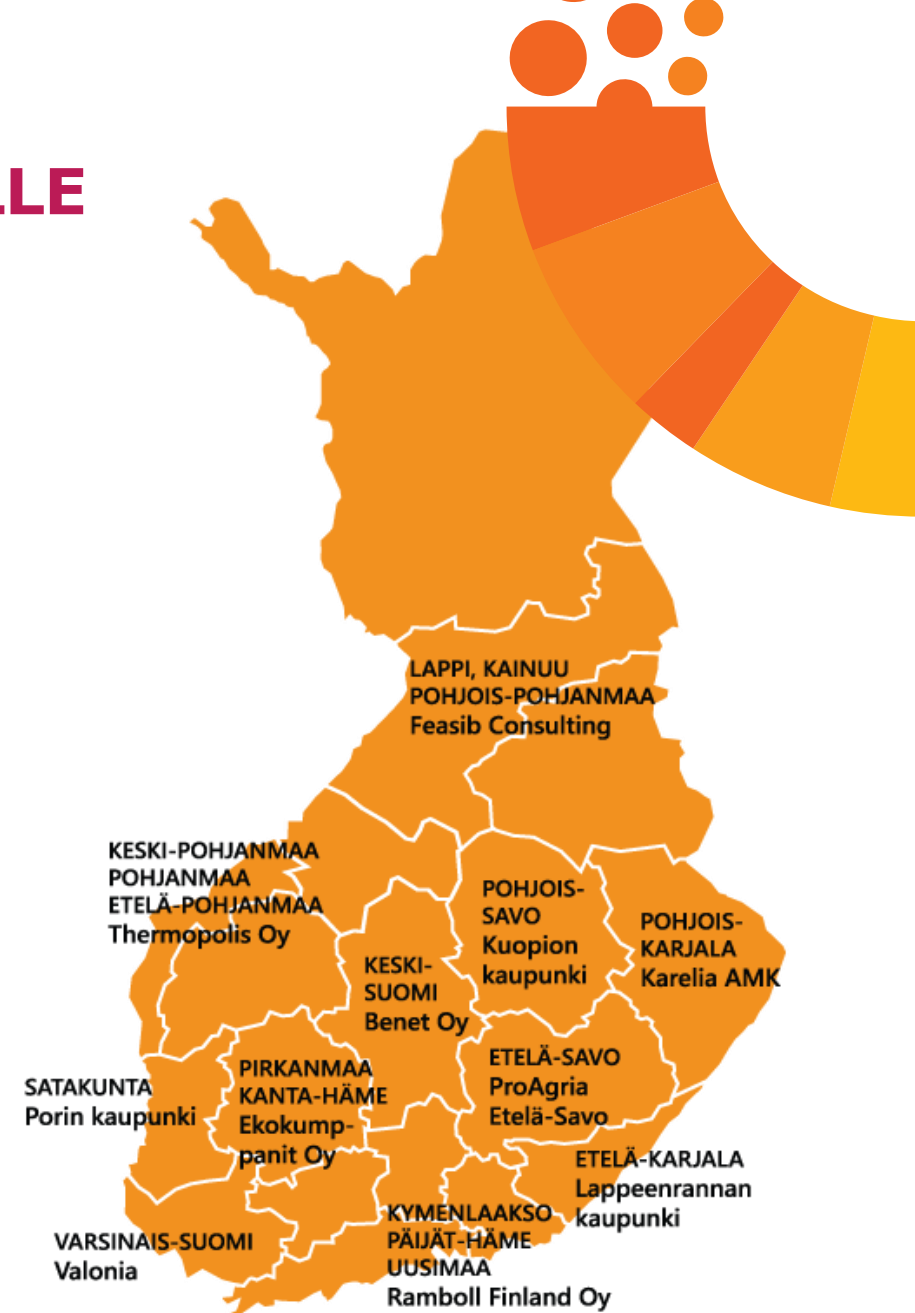 LLE
LAPPI, KAINUU
POHJOIS-POHJANMAA
Feasib Consulting
KESKI-POHJANMAA
POHJANMAA
ETELÄ-POHJANMAA
Thermopolis Oy
POHJOIS-
SAVO
Kuopion
kaupunki
POHJOIS-
KARJALA
Karelia AMK
KESKI-
SUOMI
Benet Oy
SATAKUNTA
Porin kaupunki
PIRKANMAA
KANTA-HÄME
Ekokump-
panit Oy
ETELÄ-SAVO
ProAgria
Etelä-Savo
ETELÄ-KARJALA
Lappeenrannan
kaupunki
VARSINAIS-SUOMI
Valonia
KYMENLAAKSO
PÄIJÄT-HÄME
UUSIMAA
Ramboll Finland Oy